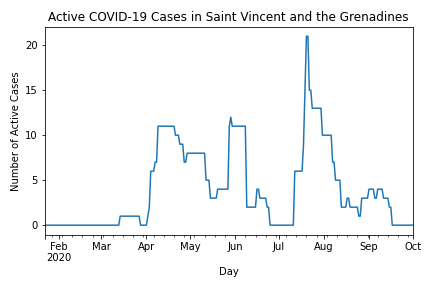 Active COVID-19 Cases in Saint Vincent and the Grenadines
Number of Active Cases
20
15
10
5
0
Feb Mar Apr May Jun Jul Aug Sep Oct
2020
Day